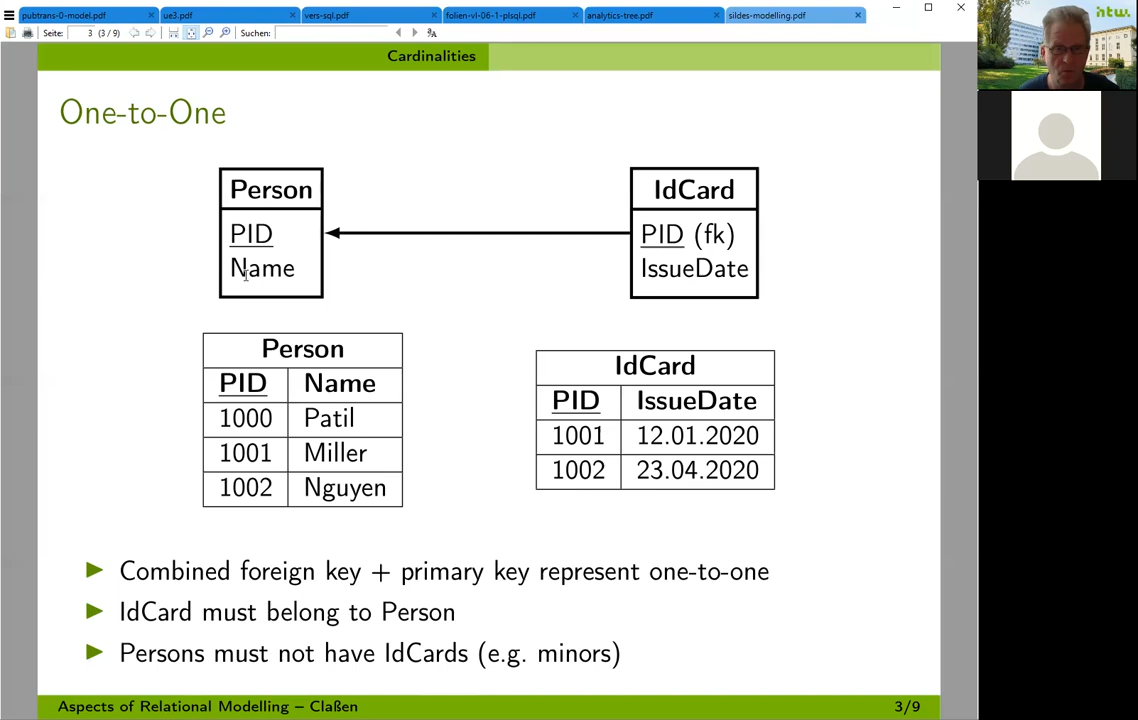 pubtrans-0-model.pdf ue3.pdf vers-sql.pdf folien-vl-06-1-plsql.pdf analytics-tree.pdf sildes-modelling.pdf
Seite: 3 (3 / 9) Suchen:
Cardinalities
htw.
One-to-One
Person
PID
Name
IdCard
PID (fk)
IssueDate
Person
PID Name
1000 Patil
1001 Miller
1002 Nguyen
IdCard
PID IssueDate
1001 12.01.2020
1002 23.04.2020
Combined foreign key + primary key represent one-to-one
IdCard must belong to Person
Persons must not have IdCards (e.g. minors)
Aspects of Relational Modelling – Claßen 3/9